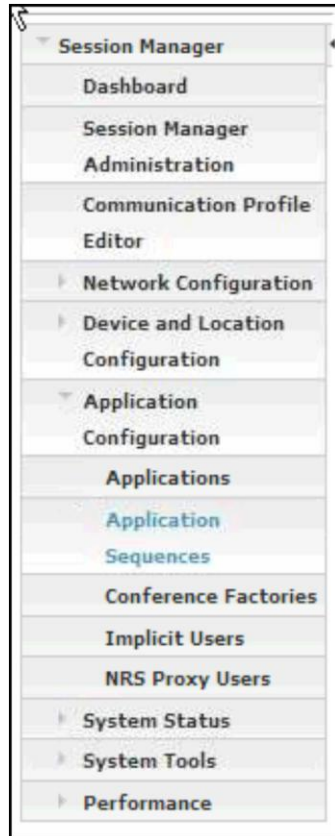 Session Manager
Dashboard
Session Manager
Administration
Communication Profile
Editor
Network Configuration
Device and Location
Configuration
Application
Configuration
Applications
Application
Sequences
Conference Factories
Implicit Users
NRS Proxy Users
System Status
System Tools
Performance